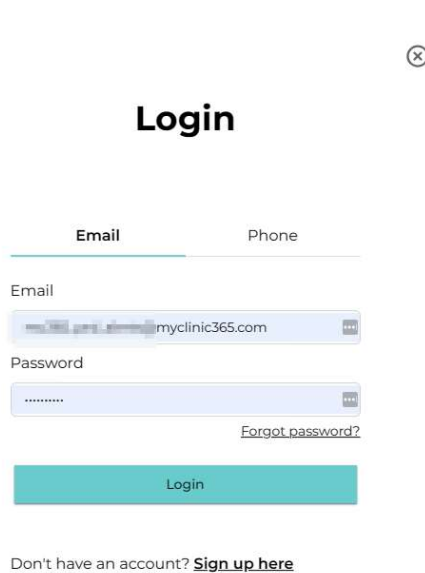 Login
Email Phone
Email
myclinic365.com
Password
..........
Forgot password?
Login
Don't have an account? Sign up here